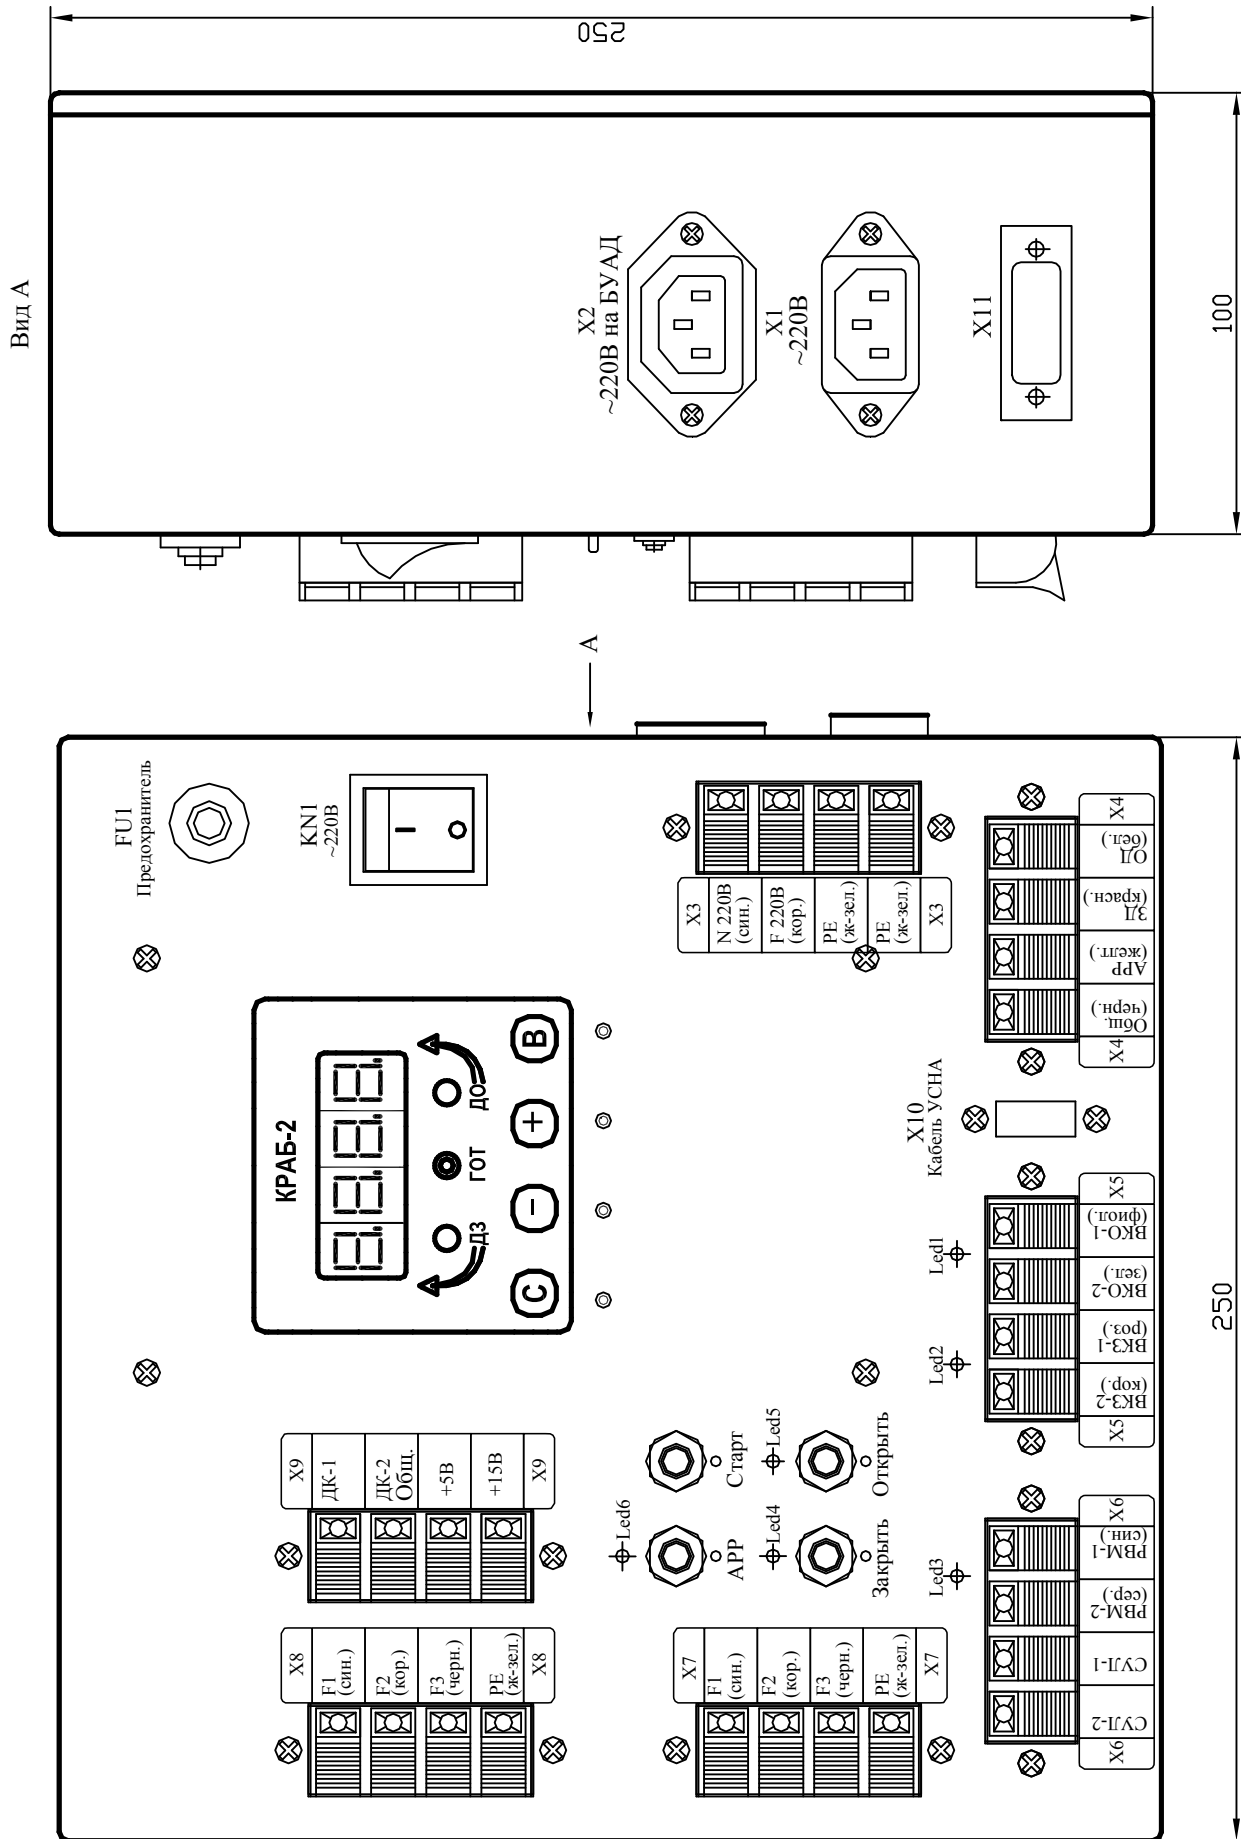 Вид А
250
X2
~220В на БУАД
X1
~220В
X11
100
А
FU1
Предохранитель
KN1
~220В
X3
N 220В
(син.)
F 220В
(кор.)
PE
(ж-зел.)
PE
(ж-зел.)
X3
КРАБ-2
ДЗ
ГОТ
ДО
С
-
+
В
X9
ДК-1
ДК-2
Общ.
+5В
+15В
X9
X8
F1
(син.)
F2
(кор.)
F3
(черн.)
PE
(ж-зел.)
X8
X7
F1
(син.)
F2
(кор.)
F3
(черн.)
PE
(ж-зел.)
X7
Led6
АРР
Старт
Led4
Led5
Закрыть
Открыть
Led3
Led2
Led1
X10
Кабель УСНА
X6
СУЛ-2
СУЛ-1
РВМ-2
(сер.)
РВМ-1
(син.)
X6
X5
ВКЗ-2
(кор.)
ВКЗ-1
(роз.)
ВКО-2
(зел.)
ВКО-1
(фиол.)
X5
X4
Общ.
(черн.)
АРР
(желт.)
ЗД
(красн.)
ОД
(бел.)
X4
250